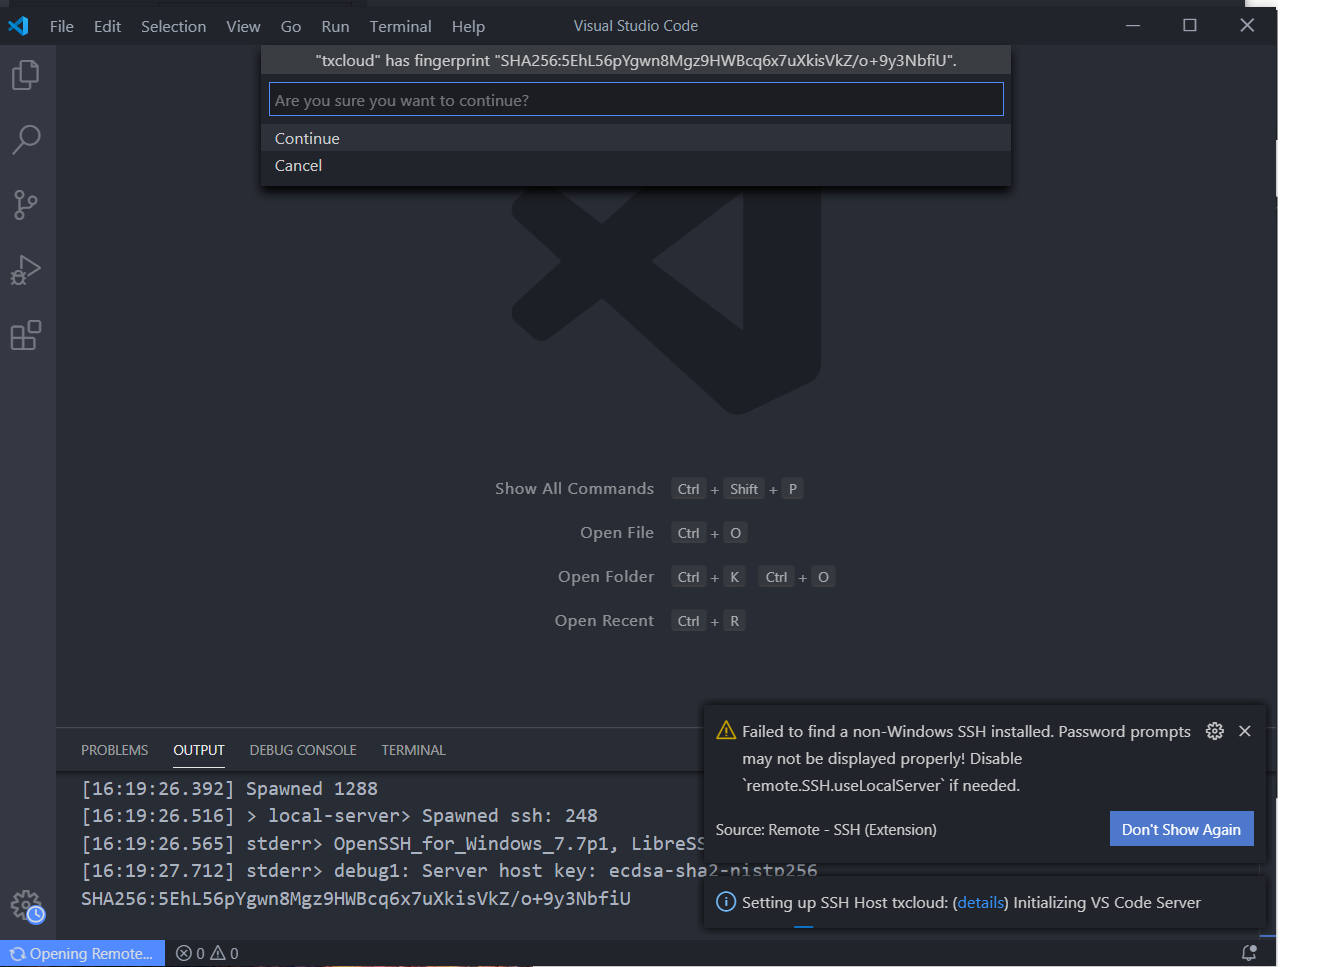 File Edit Selection View Go Run Terminal Help Visual Studio Code
"txcloud" has fingerprint "SHA256:5EhL56pYgwn8Mgz9HWBcq6x7uXkisVkZ/o+9y3NbfiU".
Are you sure you want to continue?
Continue
Cancel
Show All Commands Ctrl + Shift + P
Open File Ctrl + O
Open Folder Ctrl + K Ctrl + O
Open Recent Ctrl + R
PROBLEMS OUTPUT DEBUG CONSOLE TERMINAL
[16:19:26.392] Spawned 1288
[16:19:26.516] > local-server> Spawned ssh: 248
[16:19:26.565] stderr> OpenSSH_for_Windows_7.7p1, LibreSS
[16:19:27.712] stderr> debug1: Server host key: ecdsa-sha2-nistp256
SHA256:5EhL56pYgwn8Mgz9HWBcq6x7uXkisVkZ/o+9y3NbfiU
Failed to find a non-Windows SSH installed. Password prompts
may not be displayed properly! Disable
`remote.SSH.useLocalServer` if needed.
Source: Remote - SSH (Extension) Don't Show Again
Setting up SSH Host txcloud: (details) Initializing VS Code Server
Opening Remote... 0 0